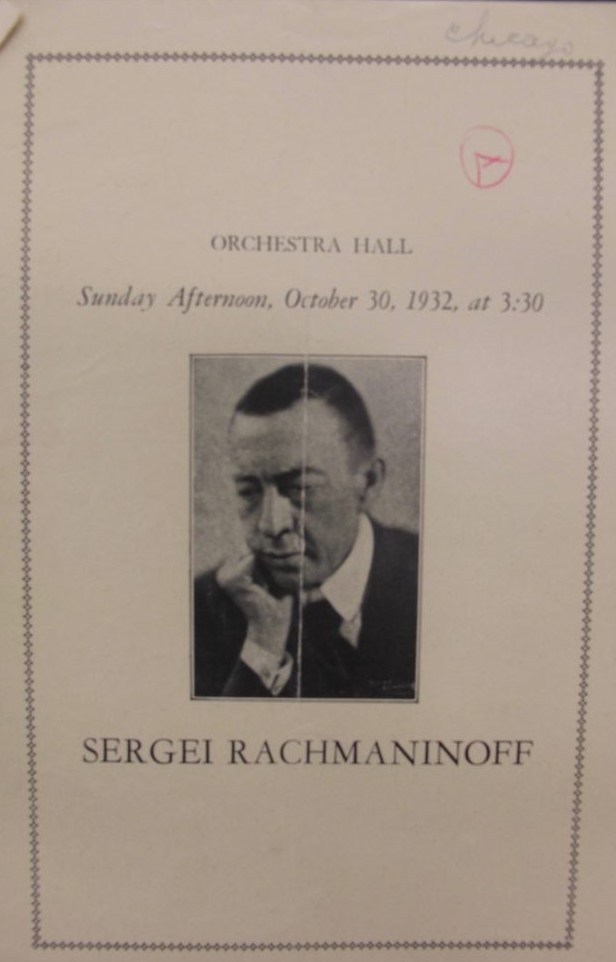 Chicago
ORCHESTRA HALL
Sunday Afternoon, October 30, 1932, at 3:30
SERGEI RACHMANINOFF